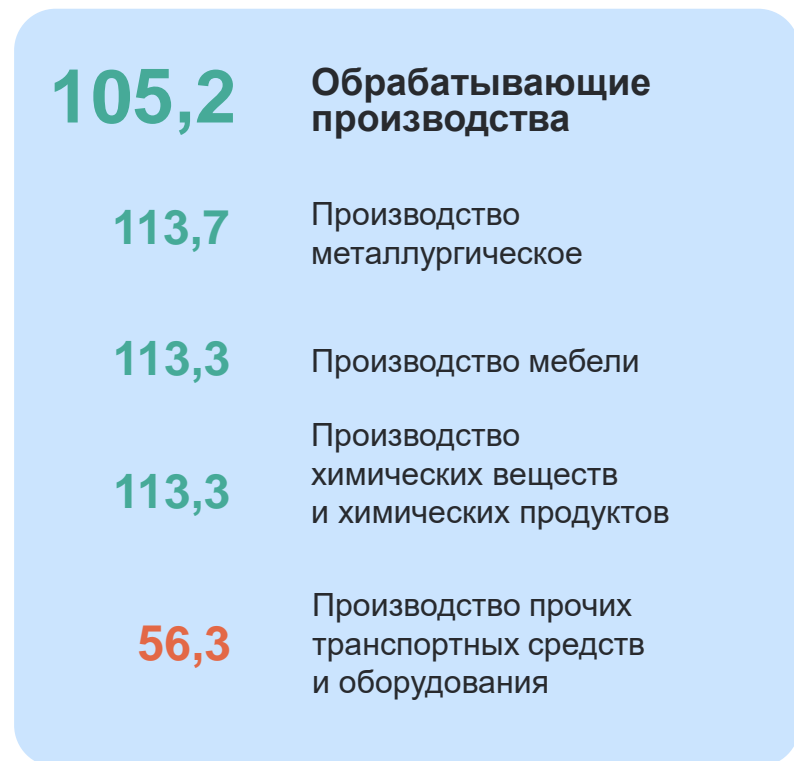 105,2
Обрабатывающие
производства
113,7
Производство
металлургическое
113,3
Производство мебели
113,3
Производство
химических веществ
и химических продуктов
56,3
Производство прочих
транспортных средств
и оборудования